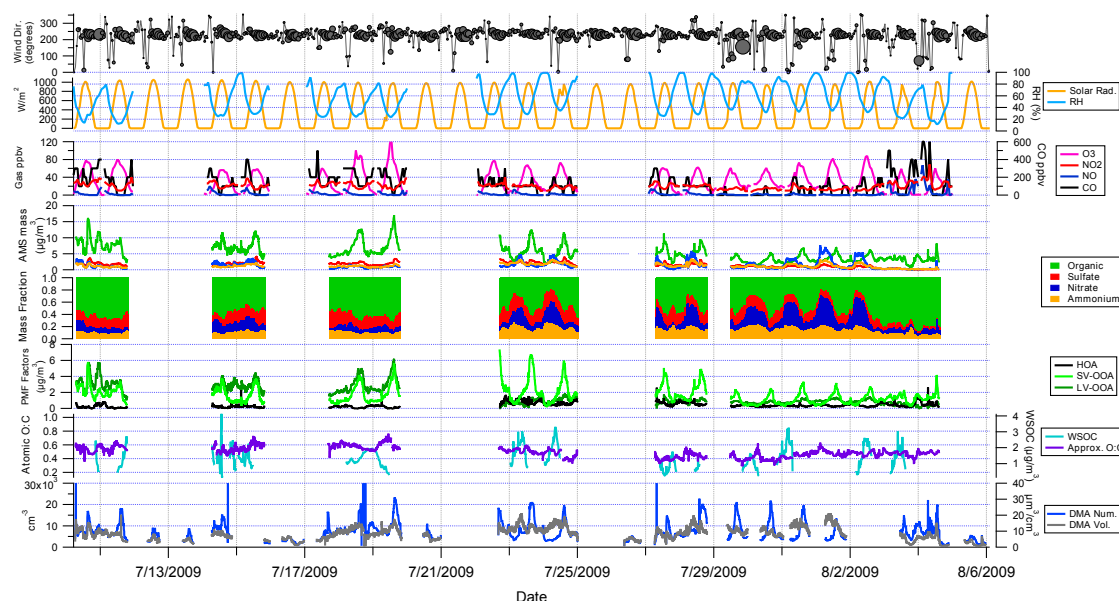 Wind Dir.
(degrees)
300
200
100
0
W/m²
1000
800
600
400
200
0
100
80
60
40
20
0
RH (%)
Solar Rad.
RH
Gas ppbv
120
80
40
0
600
400
200
0
CO ppbv
O3
NO2
NO
CO
AMS mass
(µg/m³)
20
15
10
5
0
Mass Fraction
1.0
0.8
0.6
0.4
0.2
0.0
Organic
Sulfate
Nitrate
Ammonium
PMF Factors
(µg/m³)
8
6
4
2
0
HOA
SV-OOA
LV-OOA
Atomic O:C
1.0
0.8
0.6
0.4
0.2
4
3
2
1
WSOC (µg/m³)
WSOC
Approx. O:C
cm⁻³
30x10³
20
10
0
40
30
20
10
0
µm³/cm³
DMA Num.
DMA Vol.
7/13/2009
7/17/2009
7/21/2009
7/25/2009
7/29/2009
8/2/2009
8/6/2009
Date